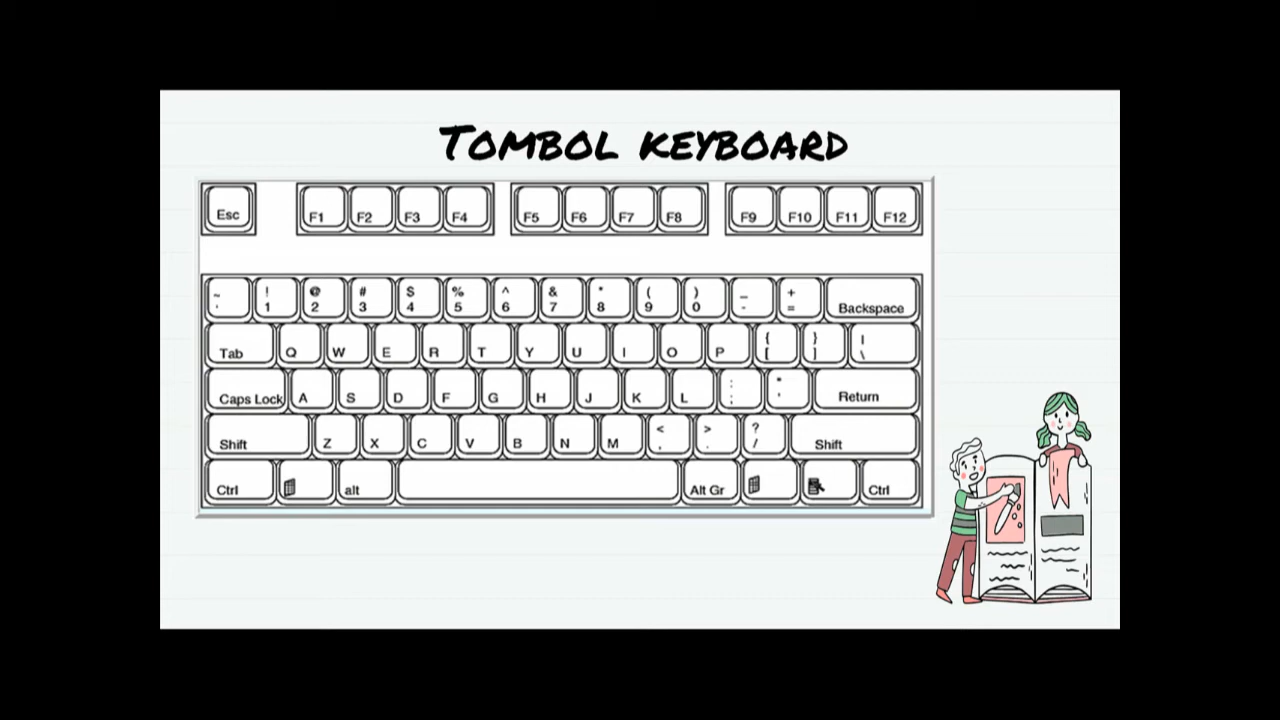 TOMBOL KEYBOARD
Esc F1 F2 F3 F4 F5 F6 F7 F8 F9 F10 F11 F12
~ ! @ # $ % ^ & * ( ) _ +
· 1 2 3 4 5 6 7 8 9 0 - = Backspace
Tab Q W E R T Y U I O P { [ } ] | \
Caps Lock A S D F G H J K L : ; " ' Return
Shift Z X C V B N M < , > . ? / Shift
Ctrl alt Alt Gr Ctrl